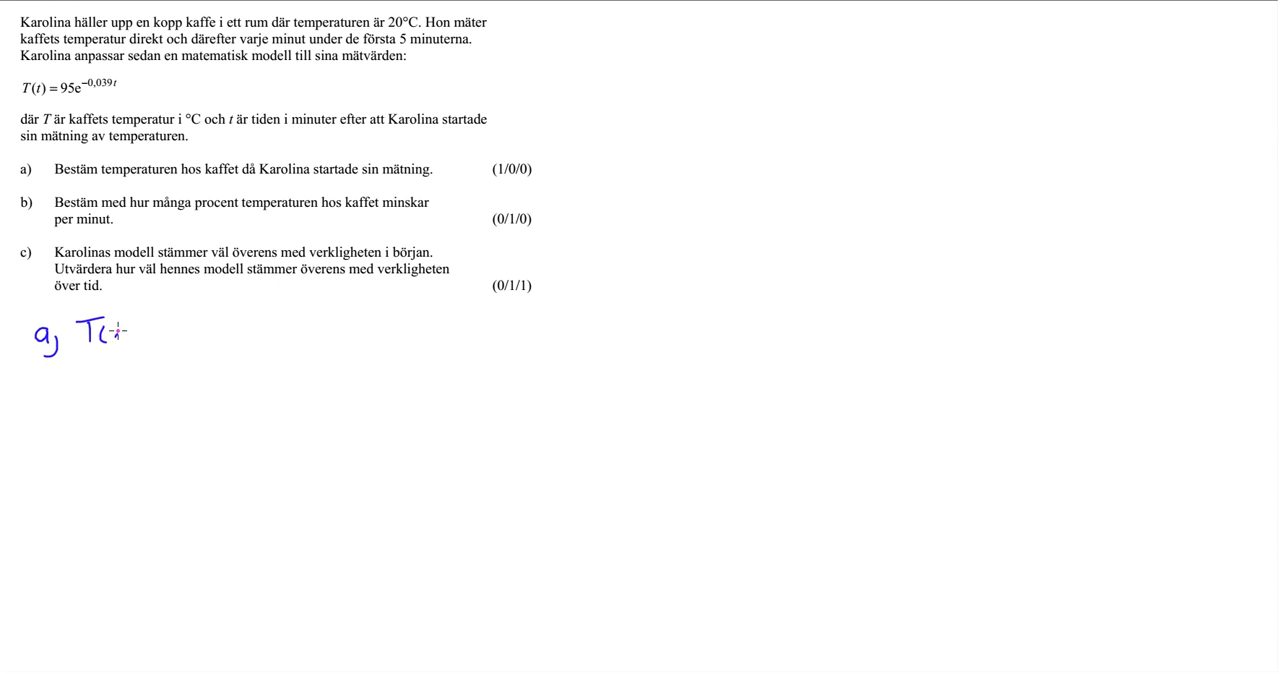 Karolina häller upp en kopp kaffe i ett rum där temperaturen är 20°C. Hon mäter
kaffets temperatur direkt och därefter varje minut under de första 5 minuterna.
Karolina anpassar sedan en matematisk modell till sina mätvärden:
T(t) = 95e^−0,039t
där T är kaffets temperatur i °C och t är tiden i minuter efter att Karolina startade
sin mätning av temperaturen.
a) Bestäm temperaturen hos kaffet då Karolina startade sin mätning. (1/0/0)
b) Bestäm med hur många procent temperaturen hos kaffet minskar
per minut. (0/1/0)
c) Karolinas modell stämmer väl överens med verkligheten i början.
Utvärdera hur väl hennes modell stämmer överens med verkligheten
över tid. (0/1/1)
a) T(